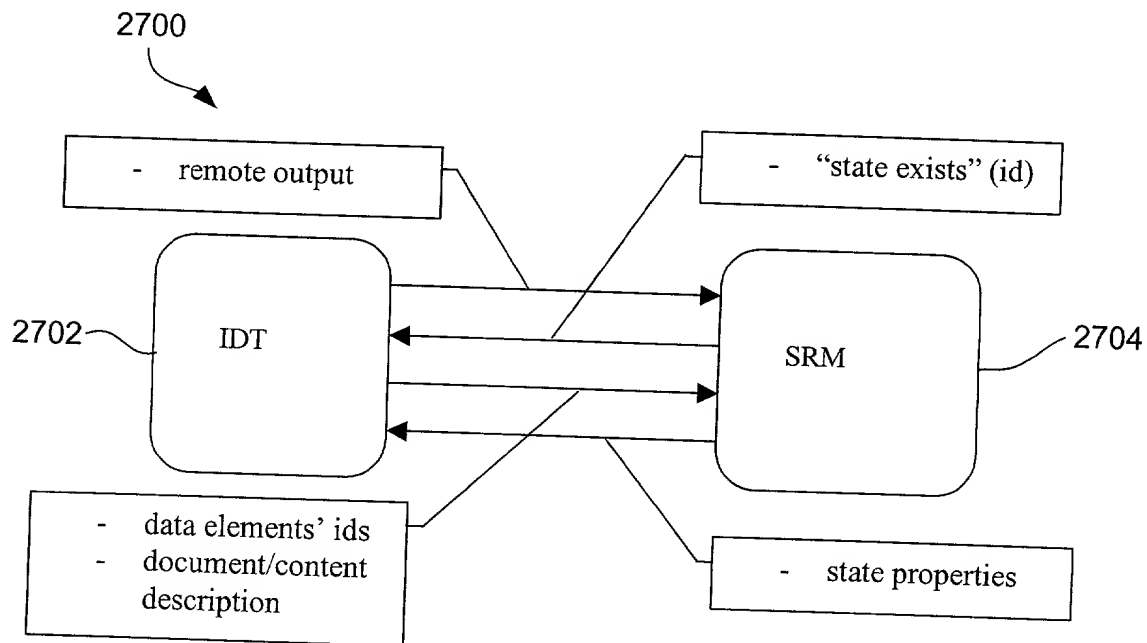 2700
- remote output
- “state exists” (id)
2702
IDT
SRM
2704
- data elements’ ids
- document/content
description
- state properties